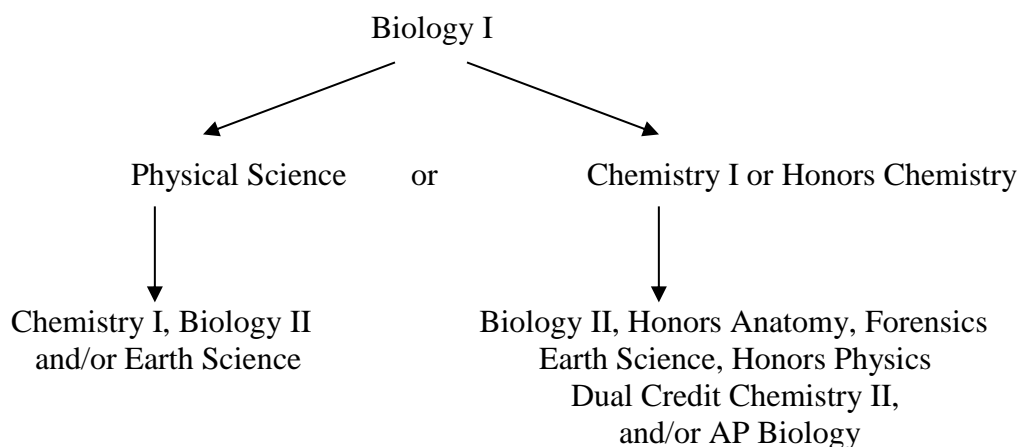 Biology I
Physical Science or Chemistry I or Honors Chemistry
Chemistry I, Biology II
and/or Earth Science
Biology II, Honors Anatomy, Forensics
Earth Science, Honors Physics
Dual Credit Chemistry II,
and/or AP Biology